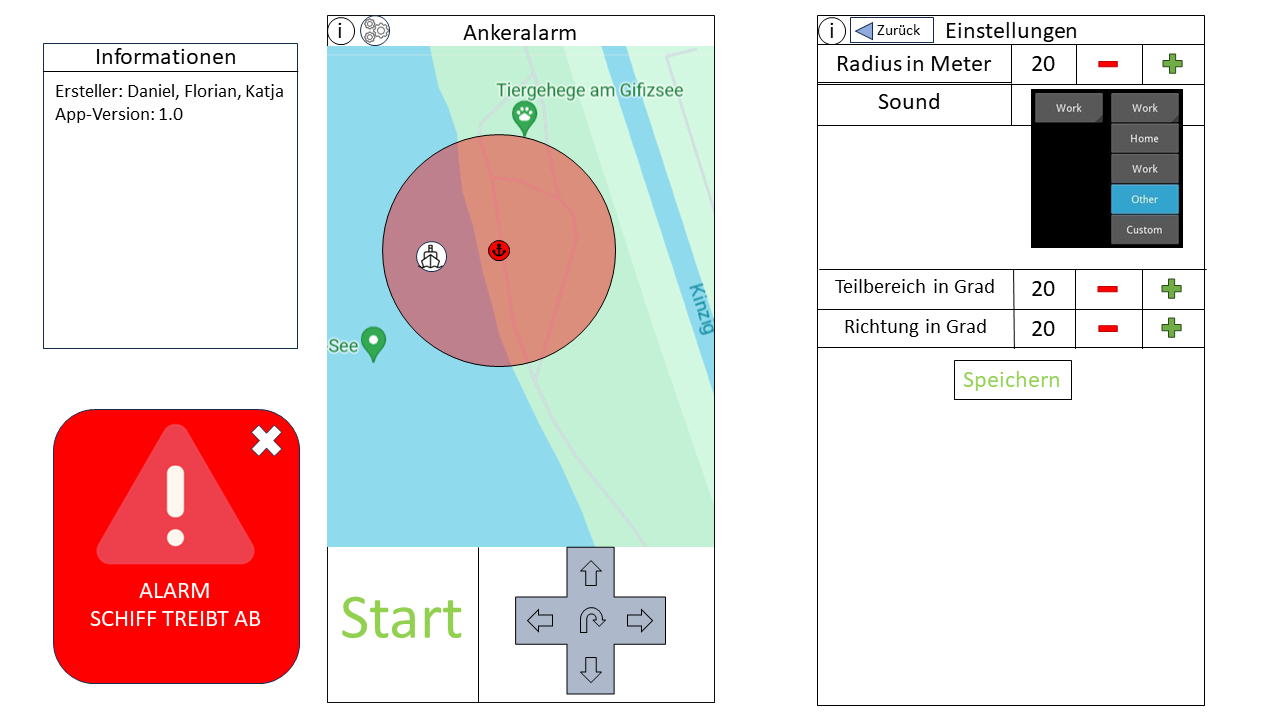 Informationen
Ersteller: Daniel, Florian, Katja
App-Version: 1.0
ALARM
SCHIFF TREIBT AB
i
Ankeralarm
Tiergehege am Gifizsee
-See
Kinzig
Start
i
Zurück
Einstellungen
Radius in Meter 20
Sound
Work
Work
Home
Work
Other
Custom
Teilbereich in Grad 20
Richtung in Grad 20
Speichern